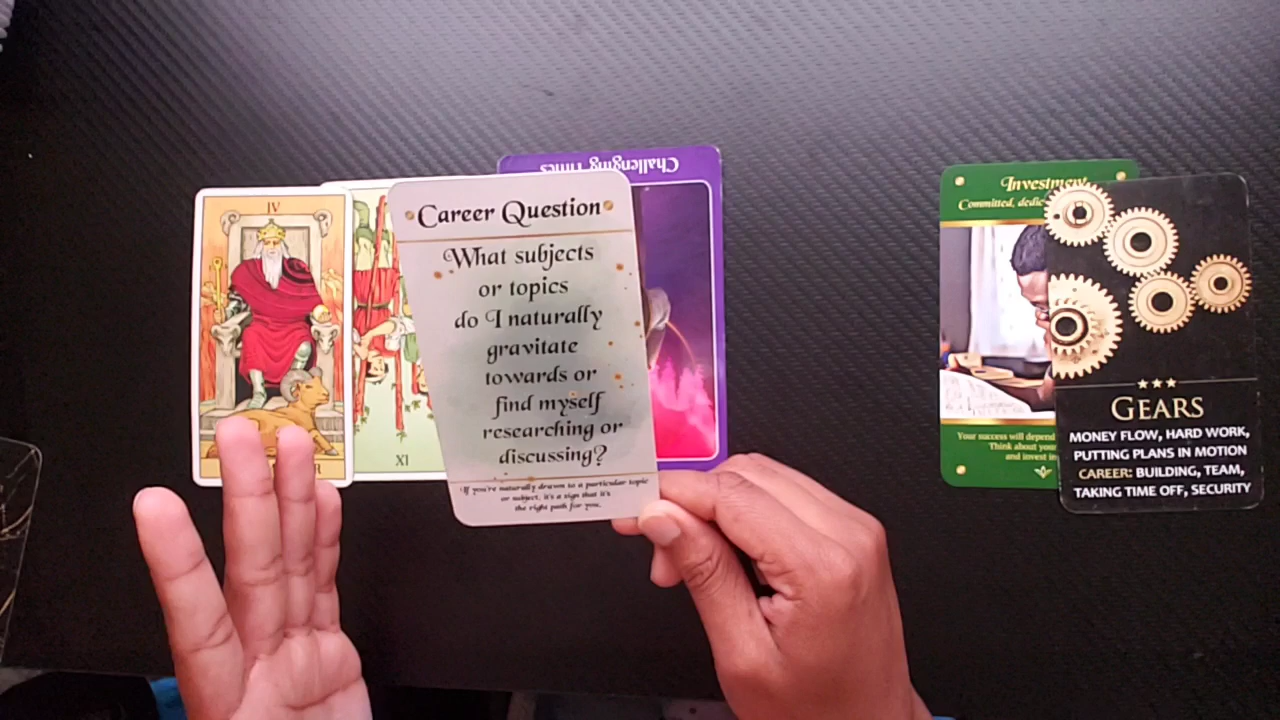 IV
XI
Challenging Times
Career Question
What subjects
or topics
do I naturally
gravitate
towards or
find myself
researching or
discussing?
If you're naturally drawn to a particular topic
or subject, it's a sign that it's
the right path for you.
Investment
Committed,
Your success will depend
Think about your
and invest
GEARS
MONEY FLOW, HARD WORK,
PUTTING PLANS IN MOTION
CAREER: BUILDING, TEAM,
TAKING TIME OFF, SECURITY